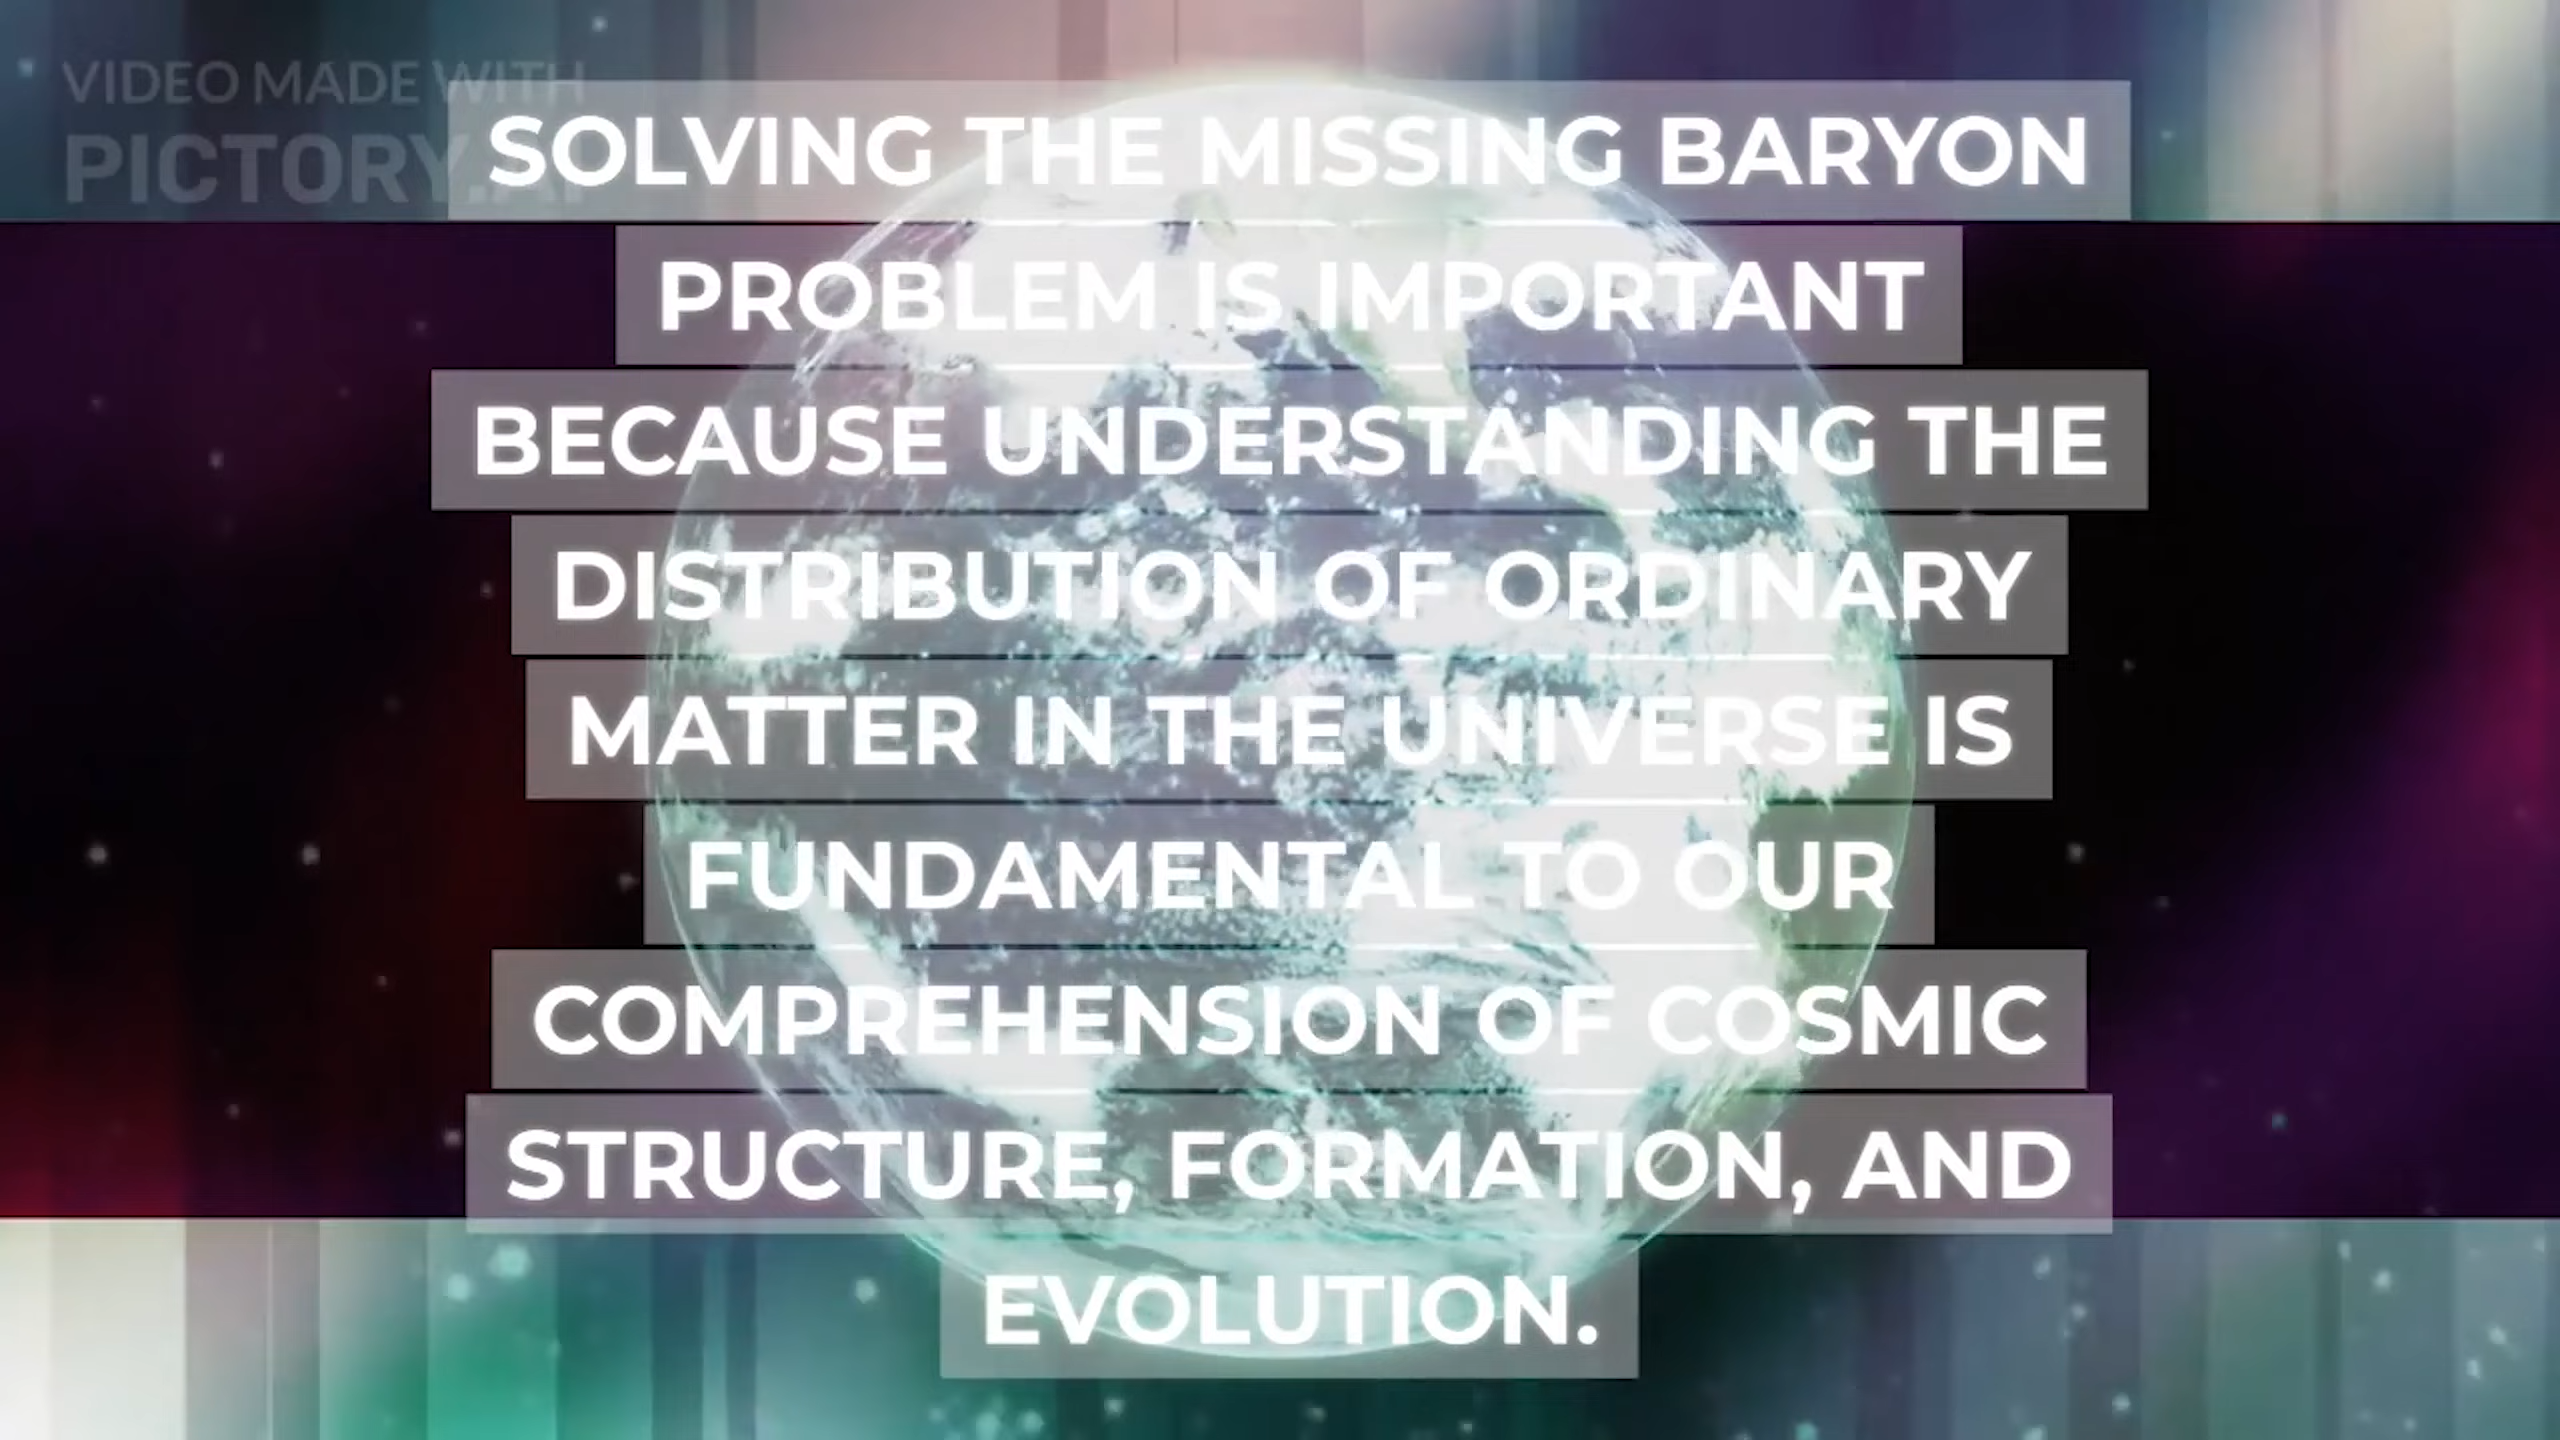 VIDEO MADE WITH
PICTORY.AI
SOLVING THE MISSING BARYON
PROBLEM IS IMPORTANT
BECAUSE UNDERSTANDING THE
DISTRIBUTION OF ORDINARY
MATTER IN THE UNIVERSE IS
FUNDAMENTAL TO OUR
COMPREHENSION OF COSMIC
STRUCTURE, FORMATION, AND
EVOLUTION.